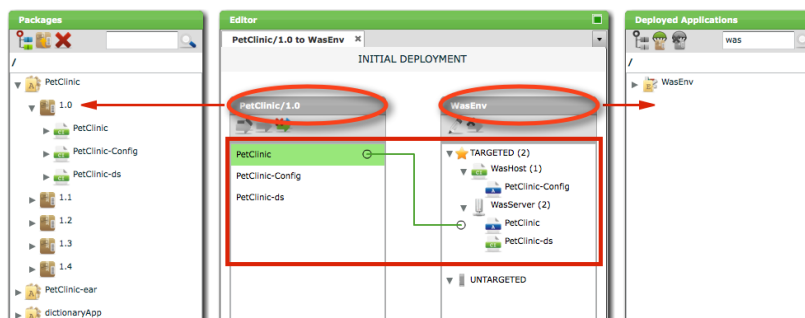 Packages
/
PetClinic
1.0
PetClinic
PetClinic-Config
PetClinic-ds
1.1
1.2
1.3
1.4
PetClinic-ear
dictionaryApp
Editor
PetClinic/1.0 to WasEnv
INITIAL DEPLOYMENT
PetClinic/1.0
PetClinic
PetClinic-Config
PetClinic-ds
WasEnv
TARGETED (2)
WasHost (1)
PetClinic-Config
WasServer (2)
PetClinic
PetClinic-ds
UNTARGETED
Deployed Applications
was
/
WasEnv